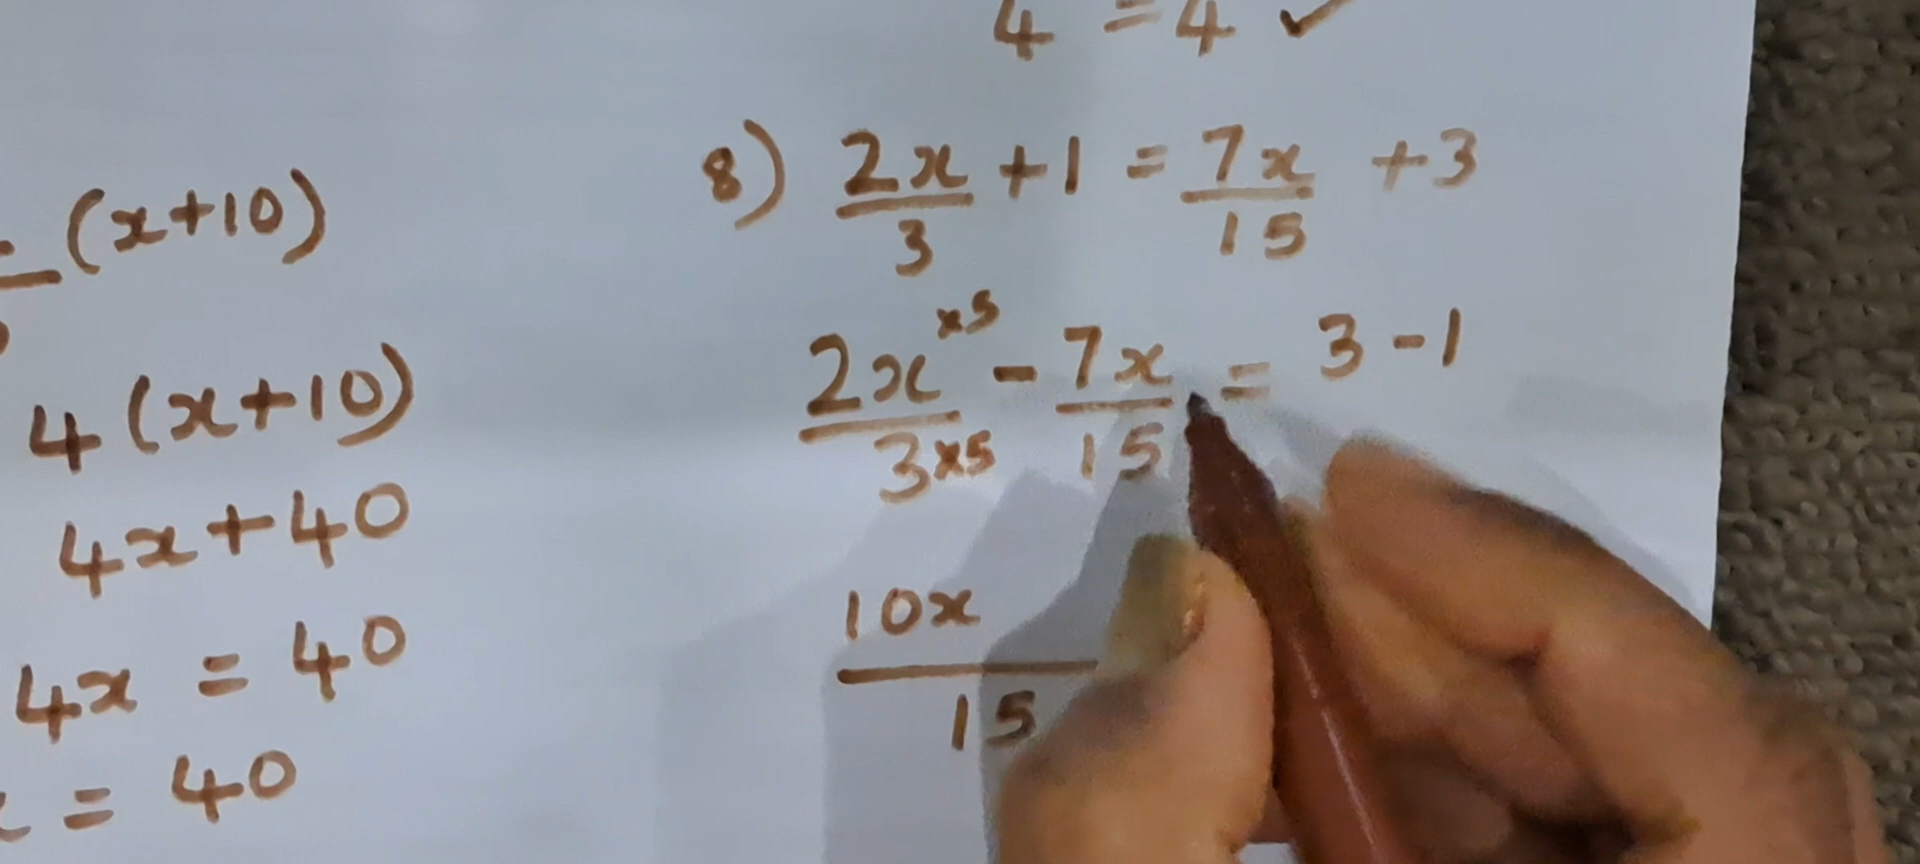 4 = 4 ✓
8) 2x/3 + 1 = 7x/15 + 3
2x ×5/3 ×5 - 7x/15 = 3 - 1
10x/15
(x+10)
4(x+10)
4x+40
4x = 40
= 40